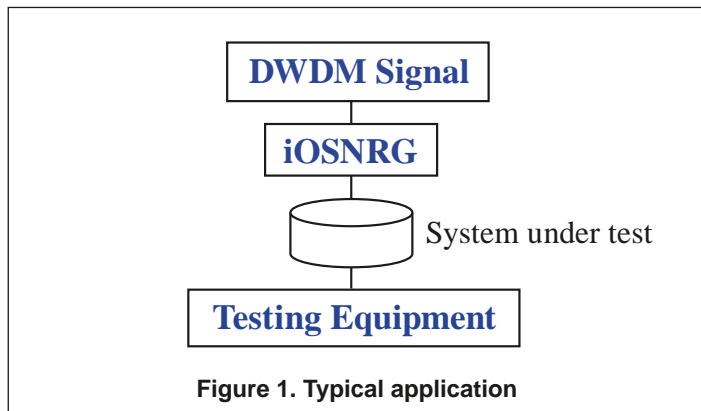 DWDM Signal
iOSNRG
System under test
Testing Equipment
Figure 1. Typical application